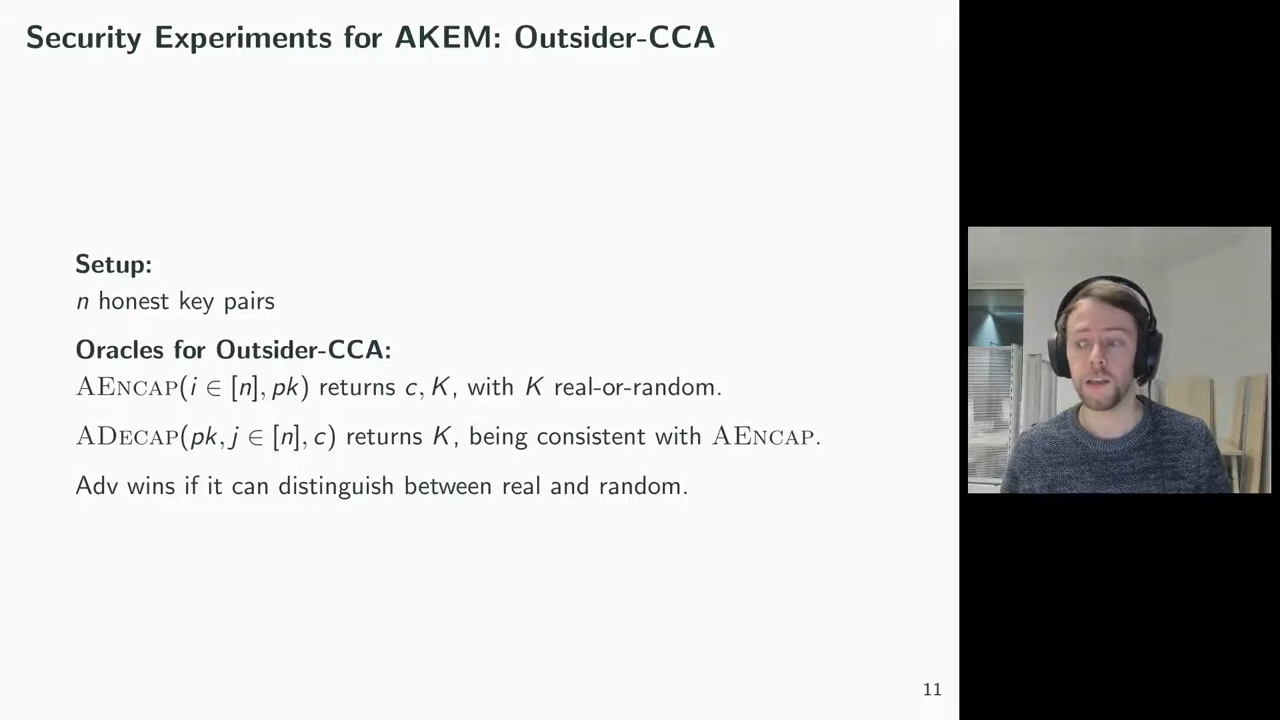 Security Experiments for AKEM: Outsider-CCA
Setup:
n honest key pairs
Oracles for Outsider-CCA:
AENCAP(i ∈ [n], pk) returns c, K, with K real-or-random.
ADECAP(pk, j ∈ [n], c) returns K, being consistent with AENCAP.
Adv wins if it can distinguish between real and random.
11